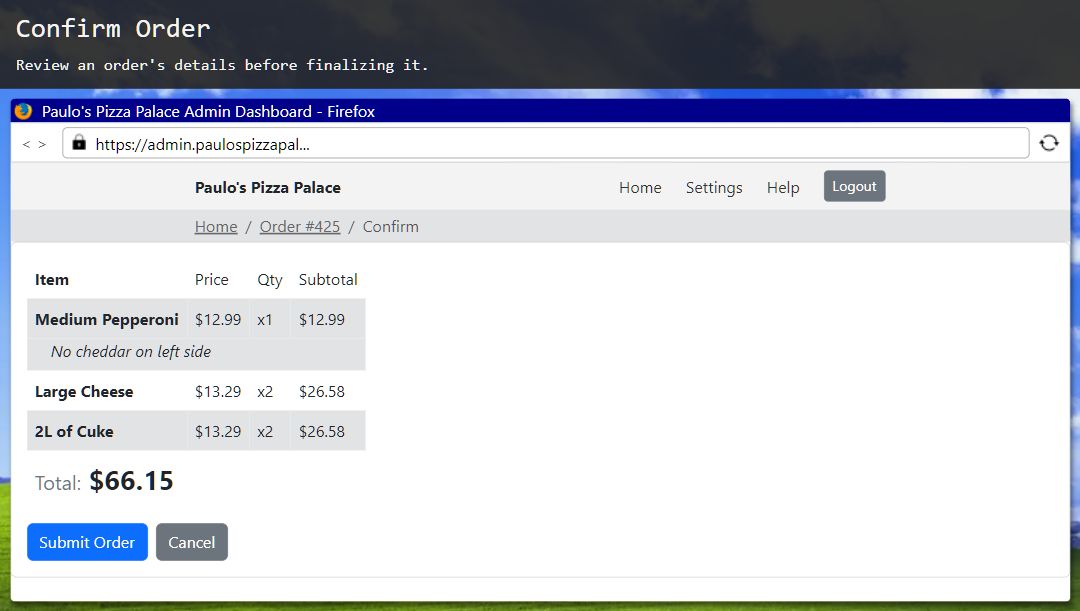 Confirm Order
Review an order's details before finalizing it.
Paulo's Pizza Palace Admin Dashboard - Firefox
< > https://admin.paulospizzapal...
Paulo's Pizza Palace Home Settings Help Logout
Home / Order #425 / Confirm
Item Price Qty Subtotal
Medium Pepperoni $12.99 x1 $12.99
No cheddar on left side
Large Cheese $13.29 x2 $26.58
2L of Cuke $13.29 x2 $26.58
Total: $66.15
Submit Order Cancel